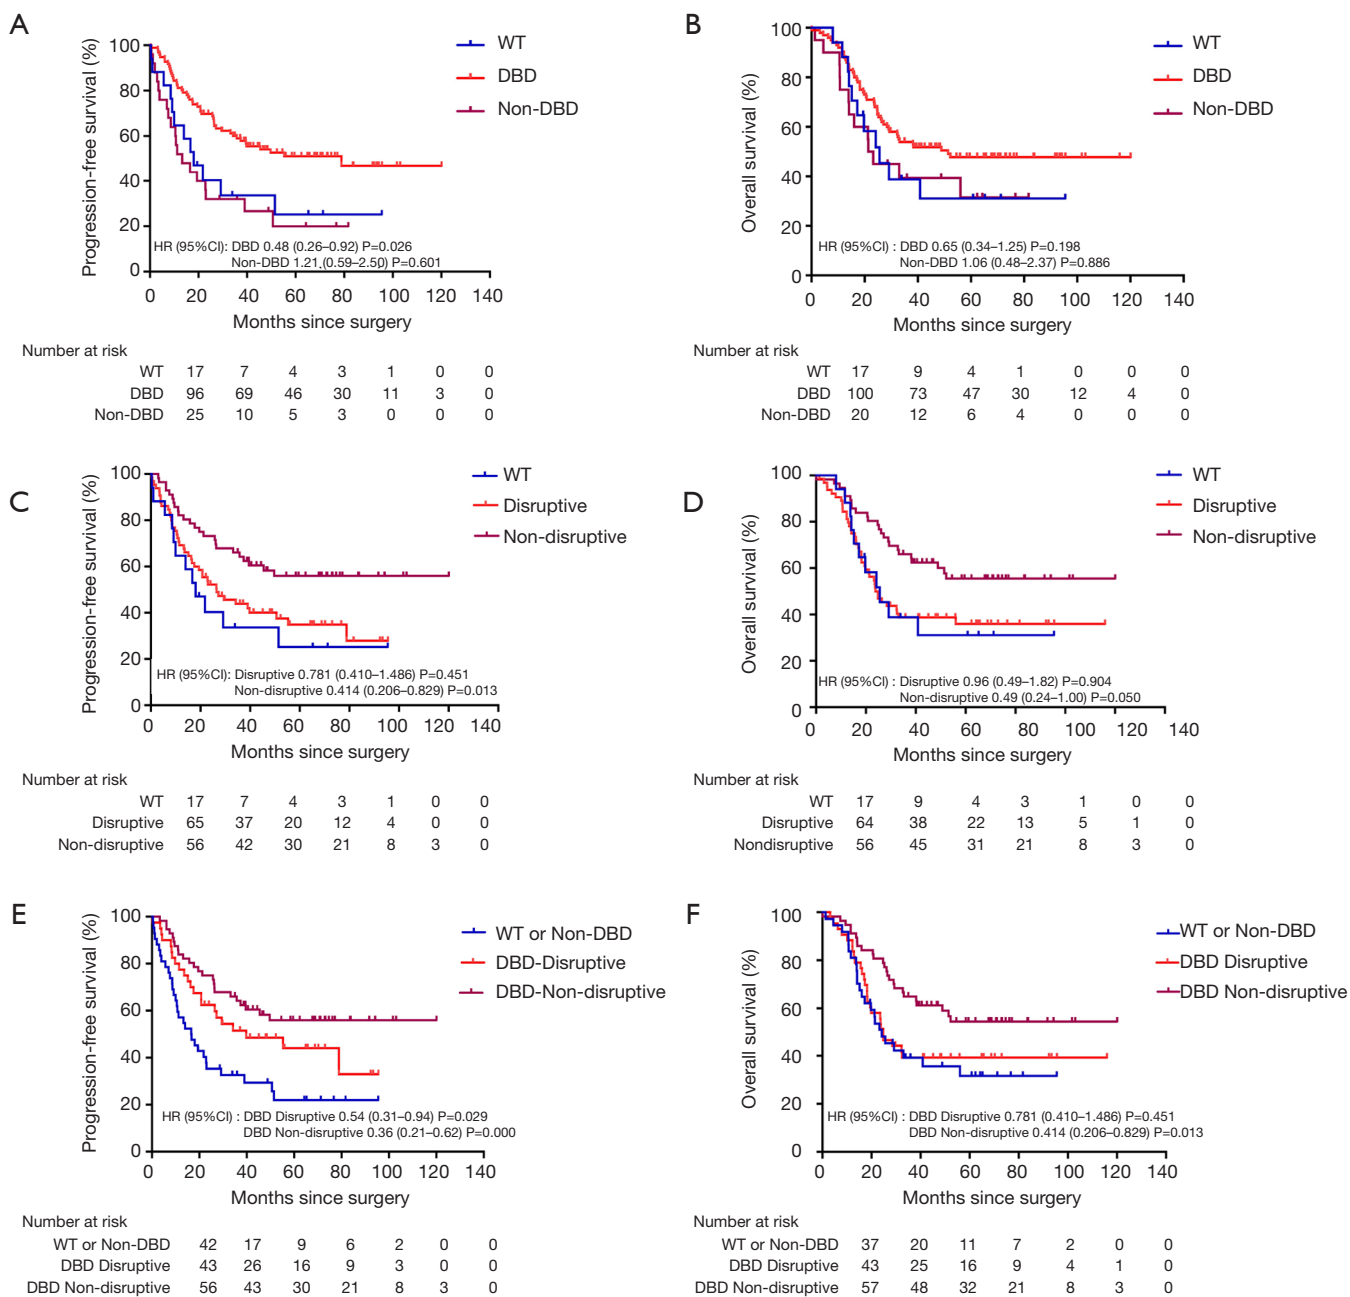 A
Progression-free survival (%)
100
80
60
40
20
0
WT
DBD
Non-DBD
HR (95%CI): DBD 0.48 (0.26–0.92) P=0.026
Non-DBD 1.21 (0.59–2.50) P=0.601
0 20 40 60 80 100 120 140
Months since surgery
Number at risk
WT 17 7 4 3 1 0 0
DBD 96 69 46 30 11 3 0
Non-DBD 25 10 5 3 0 0 0
B
Overall survival (%)
100
80
60
40
20
0
WT
DBD
Non-DBD
HR (95%CI) : DBD 0.65 (0.34–1.25) P=0.198
Non-DBD 1.06 (0.48–2.37) P=0.886
0 20 40 60 80 100 120 140
Months since surgery
Number at risk
WT 17 9 4 1 0 0 0
DBD 100 73 47 30 12 4 0
Non-DBD 20 12 6 4 0 0 0
C
Progression-free survival (%)
100
80
60
40
20
0
WT
Disruptive
Non-disruptive
HR (95%CI): Disruptive 0.781 (0.410–1.486) P=0.451
Non-disruptive 0.414 (0.206–0.829) P=0.013
0 20 40 60 80 100 120 140
Months since surgery
Number at risk
WT 17 7 4 3 1 0 0
Disruptive 65 37 20 12 4 0 0
Non-disruptive 56 42 30 21 8 3 0
D
Overall survival (%)
100
80
60
40
20
0
WT
Disruptive
Non-disruptive
HR (95%CI) : Disruptive 0.96 (0.49–1.82) P=0.904
Non-disruptive 0.49 (0.24–1.00) P=0.050
0 20 40 60 80 100 120 140
Months since surgery
Number at risk
WT 17 9 4 3 1 0 0
Disruptive 64 38 22 13 5 1 0
Nondisruptive 56 45 31 21 8 3 0
E
Progression-free survival (%)
100
80
60
40
20
0
WT or Non-DBD
DBD-Disruptive
DBD-Non-disruptive
HR (95%CI) : DBD Disruptive 0.54 (0.31–0.94) P=0.029
DBD Non-disruptive 0.36 (0.21–0.62) P=0.000
0 20 40 60 80 100 120 140
Months since surgery
Number at risk
WT or Non-DBD 42 17 9 6 2 0 0
DBD Disruptive 43 26 16 9 3 0 0
DBD Non-disruptive 56 43 30 21 8 3 0
F
Overall survival (%)
100
80
60
40
20
0
WT or Non-DBD
DBD Disruptive
DBD Non-disruptive
HR (95%CI) : DBD Disruptive 0.781 (0.410–1.486) P=0.451
DBD Non-disruptive 0.414 (0.206–0.829) P=0.013
0 20 40 60 80 100 120 140
Months since surgery
Number at risk
WT or Non-DBD 37 20 11 7 2 0 0
DBD Disruptive 43 25 16 9 4 1 0
DBD Non-disruptive 57 48 32 21 8 3 0